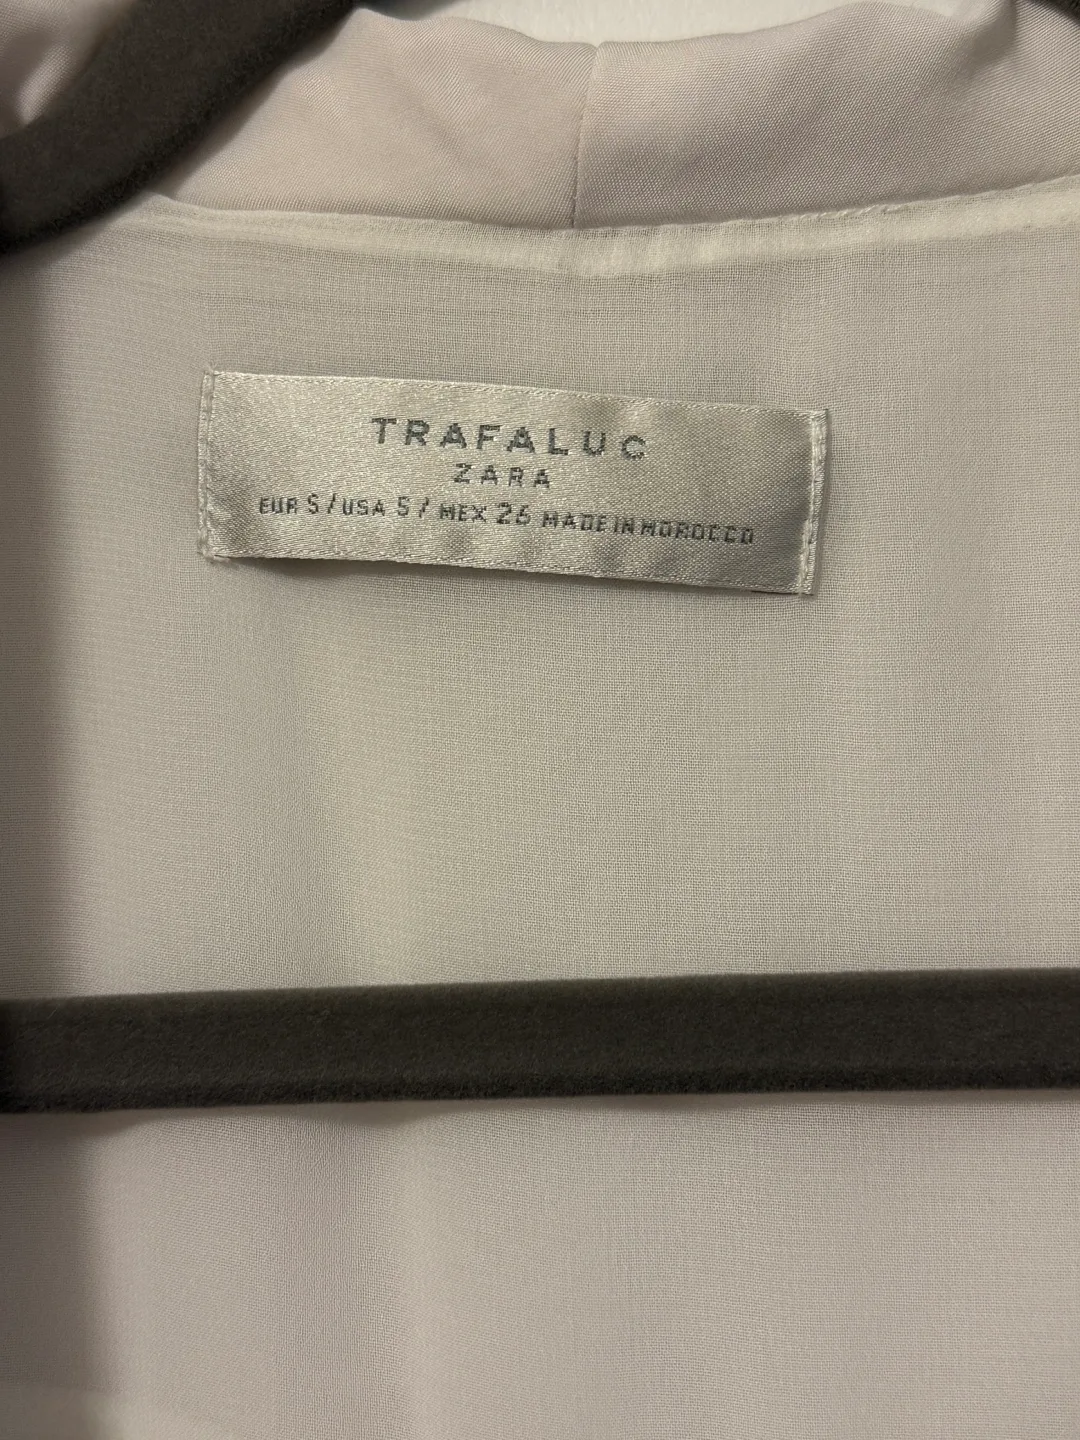 TRAFALUC
ZARA
EUR S / USA S / MEX 26 MADE IN MOROCCO